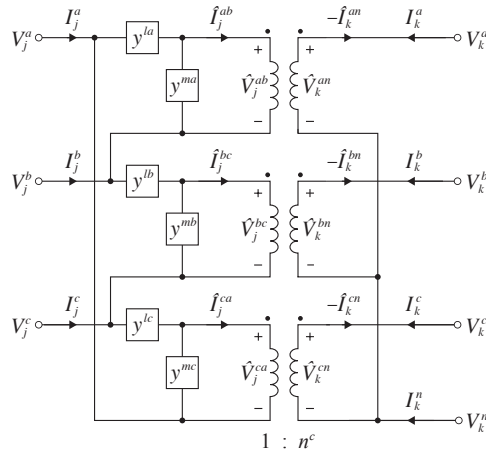 I_j^a y^{la} Î_j^{ab} −Î_k^{an} I_k^a
V_j^a + + V_k^a
y^{ma} V̂_j^{ab} V̂_k^{an}
− −
I_j^b y^{lb} Î_j^{bc} −Î_k^{bn} I_k^b
V_j^b + + V_k^b
y^{mb} V̂_j^{bc} V̂_k^{bn}
− −
I_j^c y^{lc} Î_j^{ca} −Î_k^{cn} I_k^c
V_j^c + + V_k^c
y^{mc} V̂_j^{ca} V̂_k^{cn}
− − I_k^n
V_k^n
1 : n^c